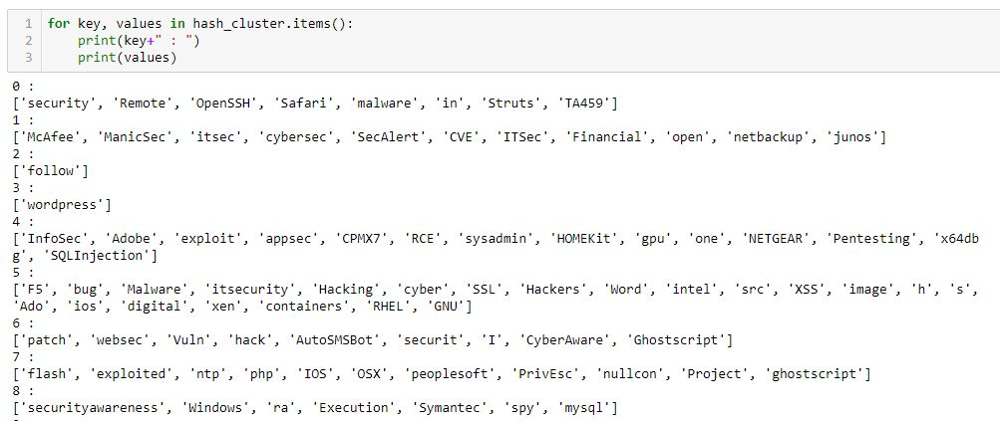 1 for key, values in hash_cluster.items():
2     print(key+" : ")
3     print(values)
0 :
['security', 'Remote', 'OpenSSH', 'Safari', 'malware', 'in', 'Struts', 'TA459']
1 :
['McAfee', 'ManicSec', 'itsec', 'cybersec', 'SecAlert', 'CVE', 'ITSec', 'Financial', 'open', 'netbackup', 'junos']
2 :
['follow']
3 :
['wordpress']
4 :
['InfoSec', 'Adobe', 'exploit', 'appsec', 'CPMX7', 'RCE', 'sysadmin', 'HOMEKit', 'gpu', 'one', 'NETGEAR', 'Pentesting', 'x64db
g', 'SQLInjection']
5 :
['F5', 'bug', 'Malware', 'itsecurity', 'Hacking', 'cyber', 'SSL', 'Hackers', 'Word', 'intel', 'src', 'XSS', 'image', 'h', 's',
'Ado', 'ios', 'digital', 'xen', 'containers', 'RHEL', 'GNU']
6 :
['patch', 'websec', 'Vuln', 'hack', 'AutoSMSBot', 'securit', 'I', 'CyberAware', 'Ghostscript']
7 :
['flash', 'exploited', 'ntp', 'php', 'IOS', 'OSX', 'peoplesoft', 'PrivEsc', 'nullcon', 'Project', 'ghostscript']
8 :
['securityawareness', 'Windows', 'ra', 'Execution', 'Symantec', 'spy', 'mysql']